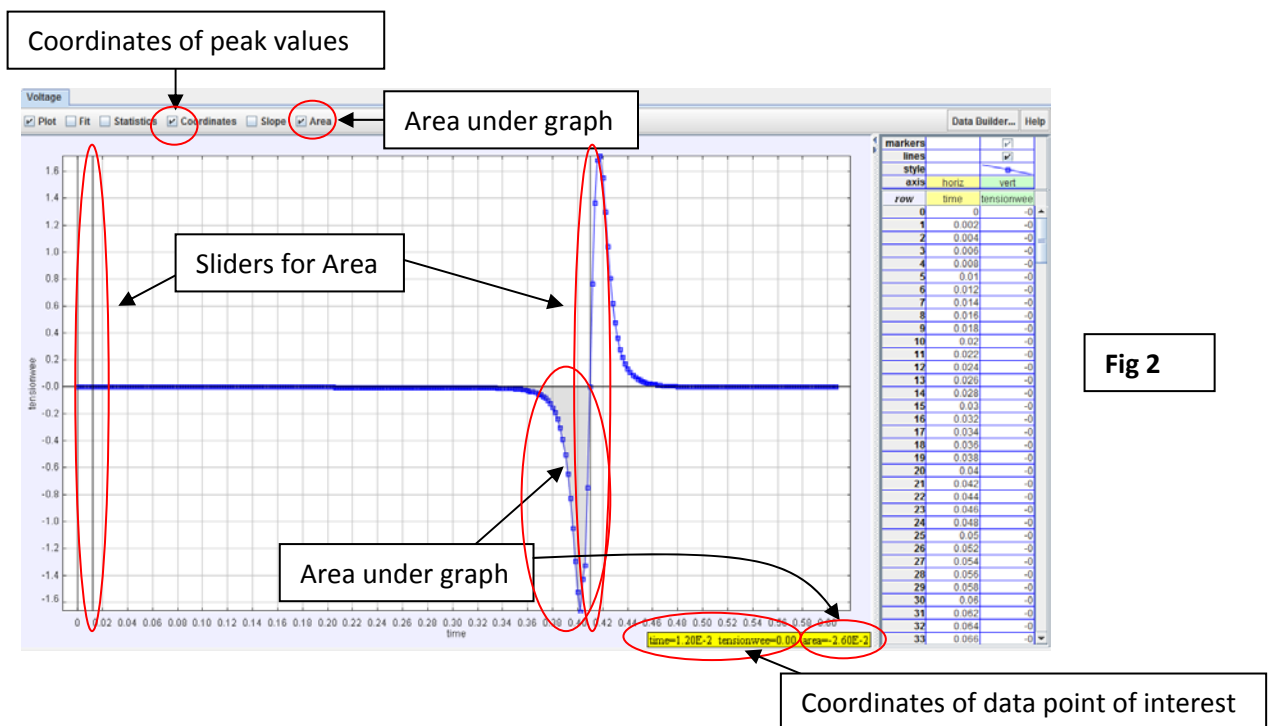 Coordinates of peak values
Voltage
Plot Fit Statistics Coordinates Slope Area
Area under graph
Data Builder... Help
markers
lines
style
axis horiz vert
row time tensionwee
0 0 -0
1 0.002 -0
2 0.004 -0
3 0.006 -0
4 0.008 -0
5 0.01 -0
6 0.012 -0
7 0.014 -0
8 0.016 -0
9 0.018 -0
10 0.02 -0
11 0.022 -0
12 0.024 -0
13 0.026 -0
14 0.028 -0
15 0.03 -0
16 0.032 -0
17 0.034 -0
18 0.036 -0
19 0.038 -0
20 0.04 -0
21 0.042 -0
22 0.044 -0
23 0.046 -0
24 0.048 -0
25 0.05 -0
26 0.052 -0
27 0.054 -0
28 0.056 -0
29 0.058 -0
30 0.06 -0
31 0.062 -0
32 0.064 -0
33 0.066 -0
1.6
1.4
1.2
1.0
0.8
0.6
0.4
0.2
-0.0
-0.2
-0.4
-0.6
-0.8
-1.0
-1.2
-1.4
-1.6
tensionwee
Sliders for Area
Area under graph
Fig 2
0 0.02 0.04 0.06 0.08 0.10 0.12 0.14 0.16 0.18 0.20 0.22 0.24 0.26 0.28 0.30 0.32 0.34 0.36 0.38 0.40 0.42 0.44 0.46 0.48 0.50 0.52 0.54 0.56 0.58 0.60
time
time=1.20E-2 tensionwee=0.00 area=-2.60E-2
Coordinates of data point of interest